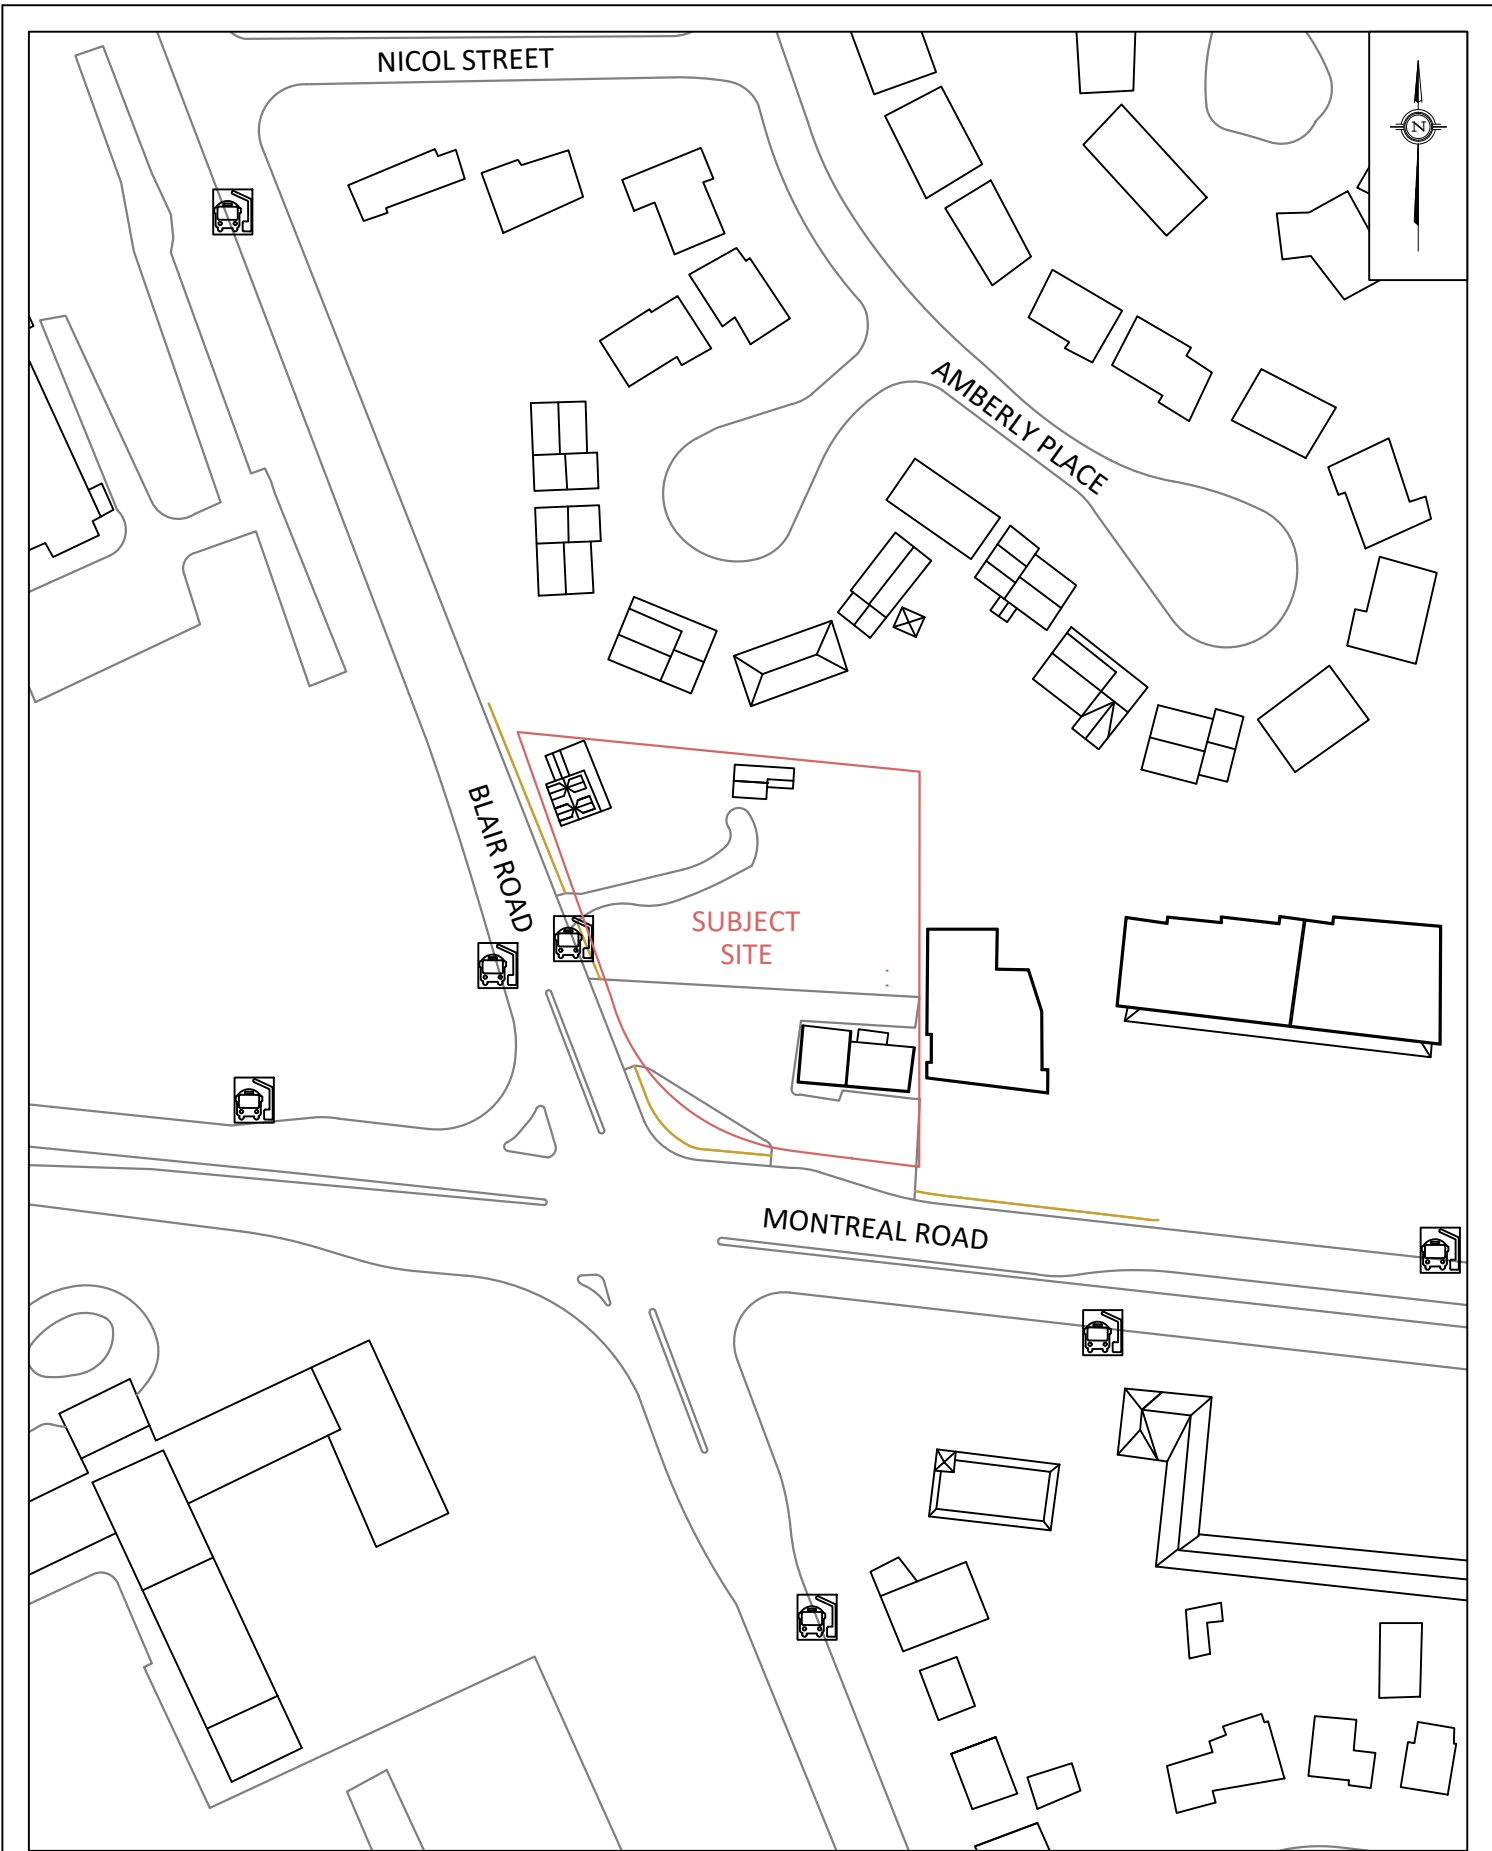 NICOL STREET
N
AMBERLY PLACE
BLAIR ROAD
SUBJECT
SITE
MONTREAL ROAD